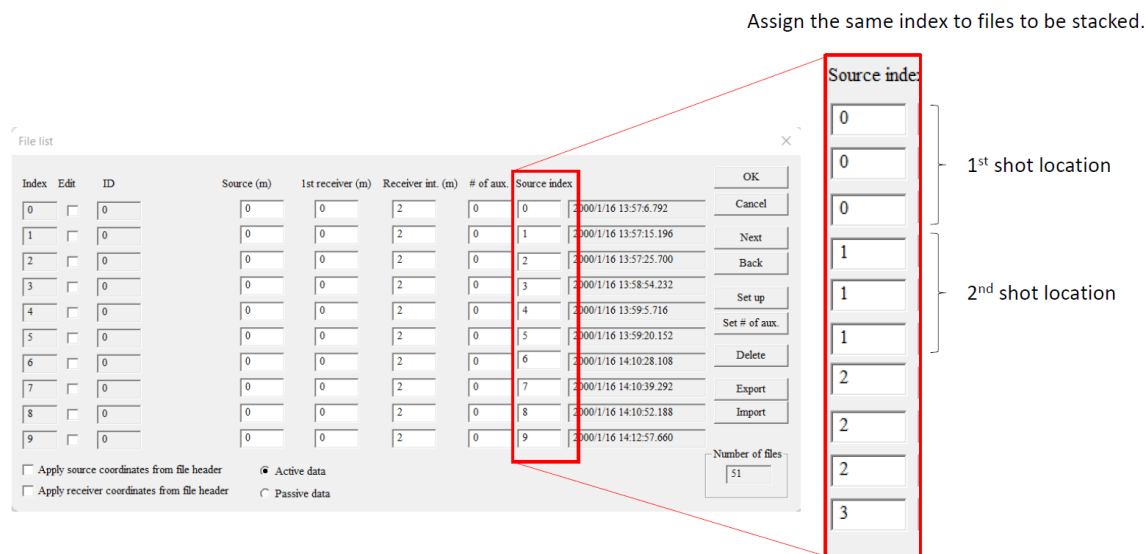 Assign the same index to files to be stacked.
File list
Index Edit ID Source (m) 1st receiver (m) Receiver int. (m) # of aux. Source index
0 0 0 0 2 0 0 2000/1/16 13:57:6.792
1 0 0 0 2 0 1 2000/1/16 13:57:15.196
2 0 0 0 2 0 2 2000/1/16 13:57:25.700
3 0 0 0 2 0 3 2000/1/16 13:58:54.232
4 0 0 0 2 0 4 2000/1/16 13:59:5.716
5 0 0 0 2 0 5 2000/1/16 13:59:20.152
6 0 0 0 2 0 6 2000/1/16 14:10:28.108
7 0 0 0 2 0 7 2000/1/16 14:10:39.292
8 0 0 0 2 0 8 2000/1/16 14:10:52.188
9 0 0 0 2 0 9 2000/1/16 14:12:57.660
Apply source coordinates from file header
Apply receiver coordinates from file header
Active data
Passive data
OK
Cancel
Next
Back
Set up
Set # of aux.
Delete
Export
Import
Number of files
51
Source inde
0
0
0
1
1
1
2
2
2
3
1st shot location
2nd shot location